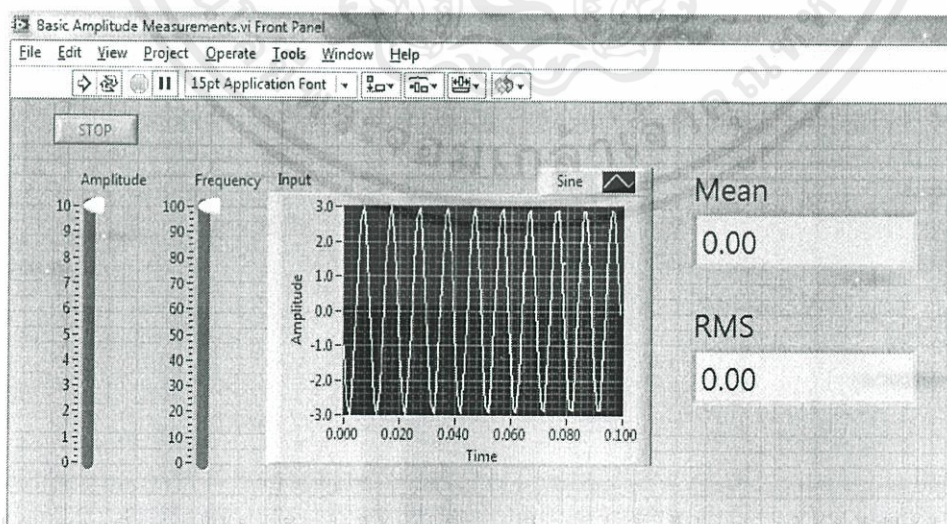 Basic Amplitude Measurements.vi Front Panel
File Edit View Project Operate Tools Window Help
15pt Application Font
STOP
Amplitude
10
9
8
7
6
5
4
3
2
1
0
Frequency
100
90
80
70
60
50
40
30
20
10
0
Input
Sine
3.0
2.0
1.0
0.0
-1.0
-2.0
-3.0
Amplitude
0.000 0.020 0.040 0.060 0.080 0.100
Time
Mean
0.00
RMS
0.00